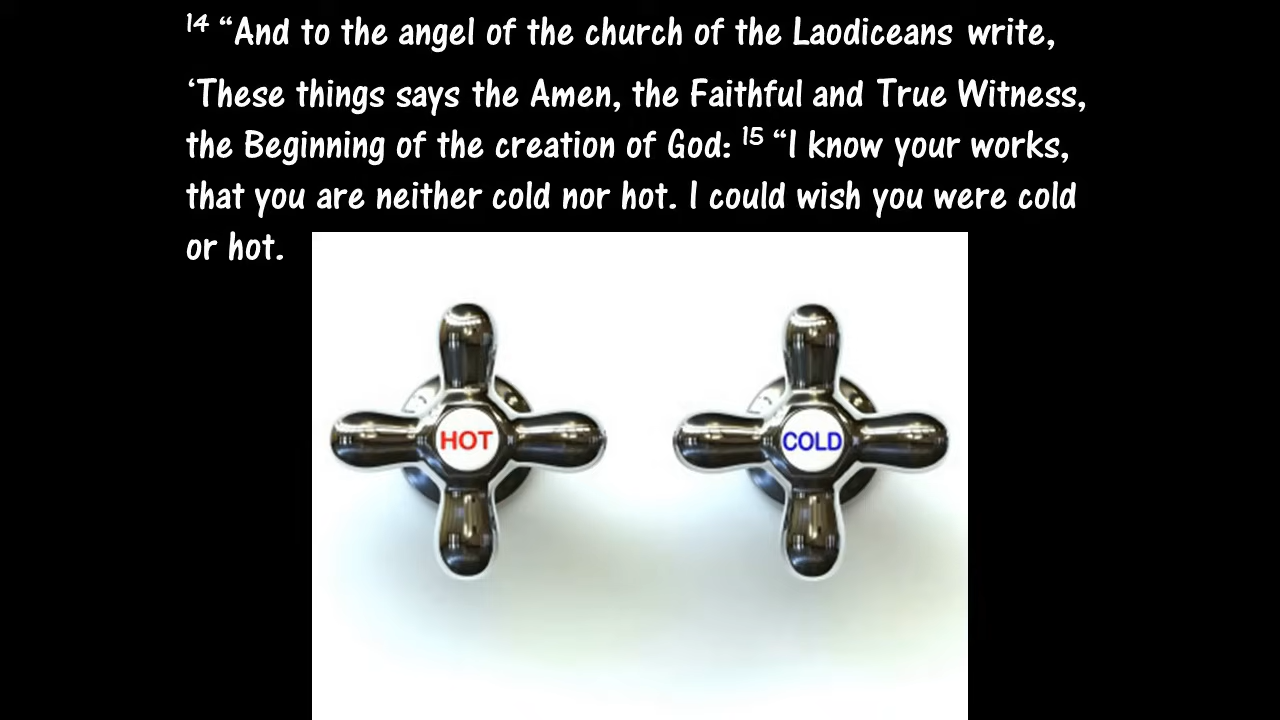 14 “And to the angel of the church of the Laodiceans write,
‘These things says the Amen, the Faithful and True Witness,
the Beginning of the creation of God: 15 “I know your works,
that you are neither cold nor hot. I could wish you were cold
or hot.
HOT
COLD